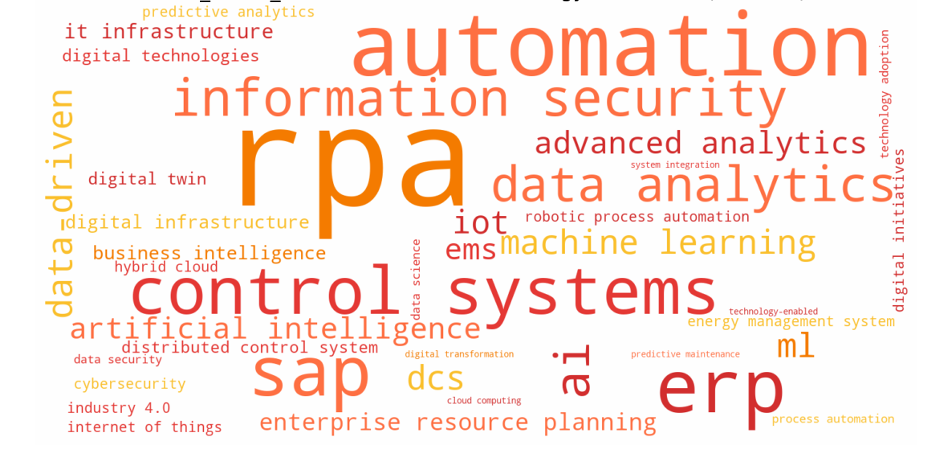 predictive analytics
it infrastructure
automation
digital technologies
technology adoption
information security
data-driven
rpa
advanced analytics
system integration
digital twin
data analytics
digital initiatives
digital infrastructure
iot
robotic process automation
business intelligence
ems
machine learning
hybrid cloud
data science
control systems
technology-enabled
artificial intelligence
energy management system
distributed control system
ml
data security
digital transformation
predictive maintenance
sap
ai
cybersecurity
dcs
erp
cloud computing
industry 4.0
internet of things
enterprise resource planning
process automation